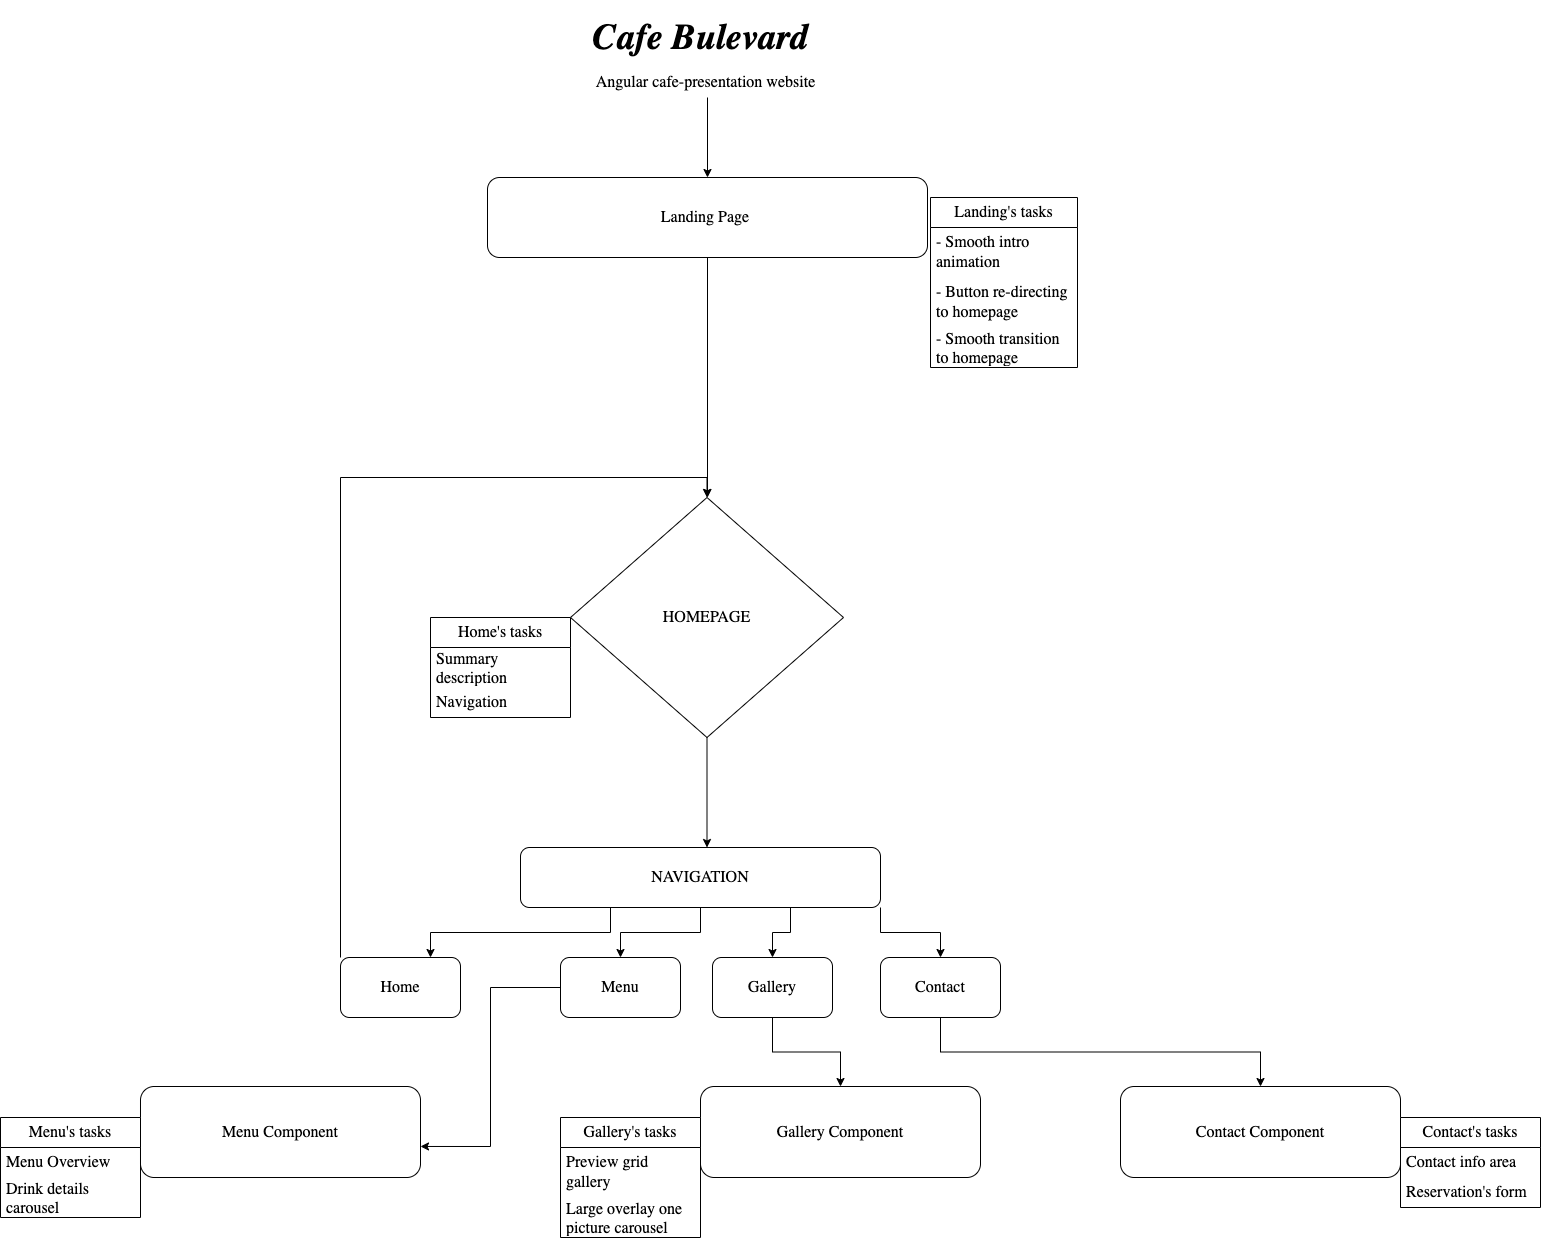 Cafe Bulevard
Angular cafe-presentation website
Landing Page
Landing's tasks
- Smooth intro
animation
- Button re-directing
to homepage
- Smooth transition
to homepage
HOMEPAGE
Home's tasks
Summary
description
Navigation
NAVIGATION
Home
Menu
Gallery
Contact
Menu's tasks
Menu Overview
Drink details
carousel
Menu Component
Gallery's tasks
Preview grid
gallery
Large overlay one
picture carousel
Gallery Component
Contact Component
Contact's tasks
Contact info area
Reservation's form